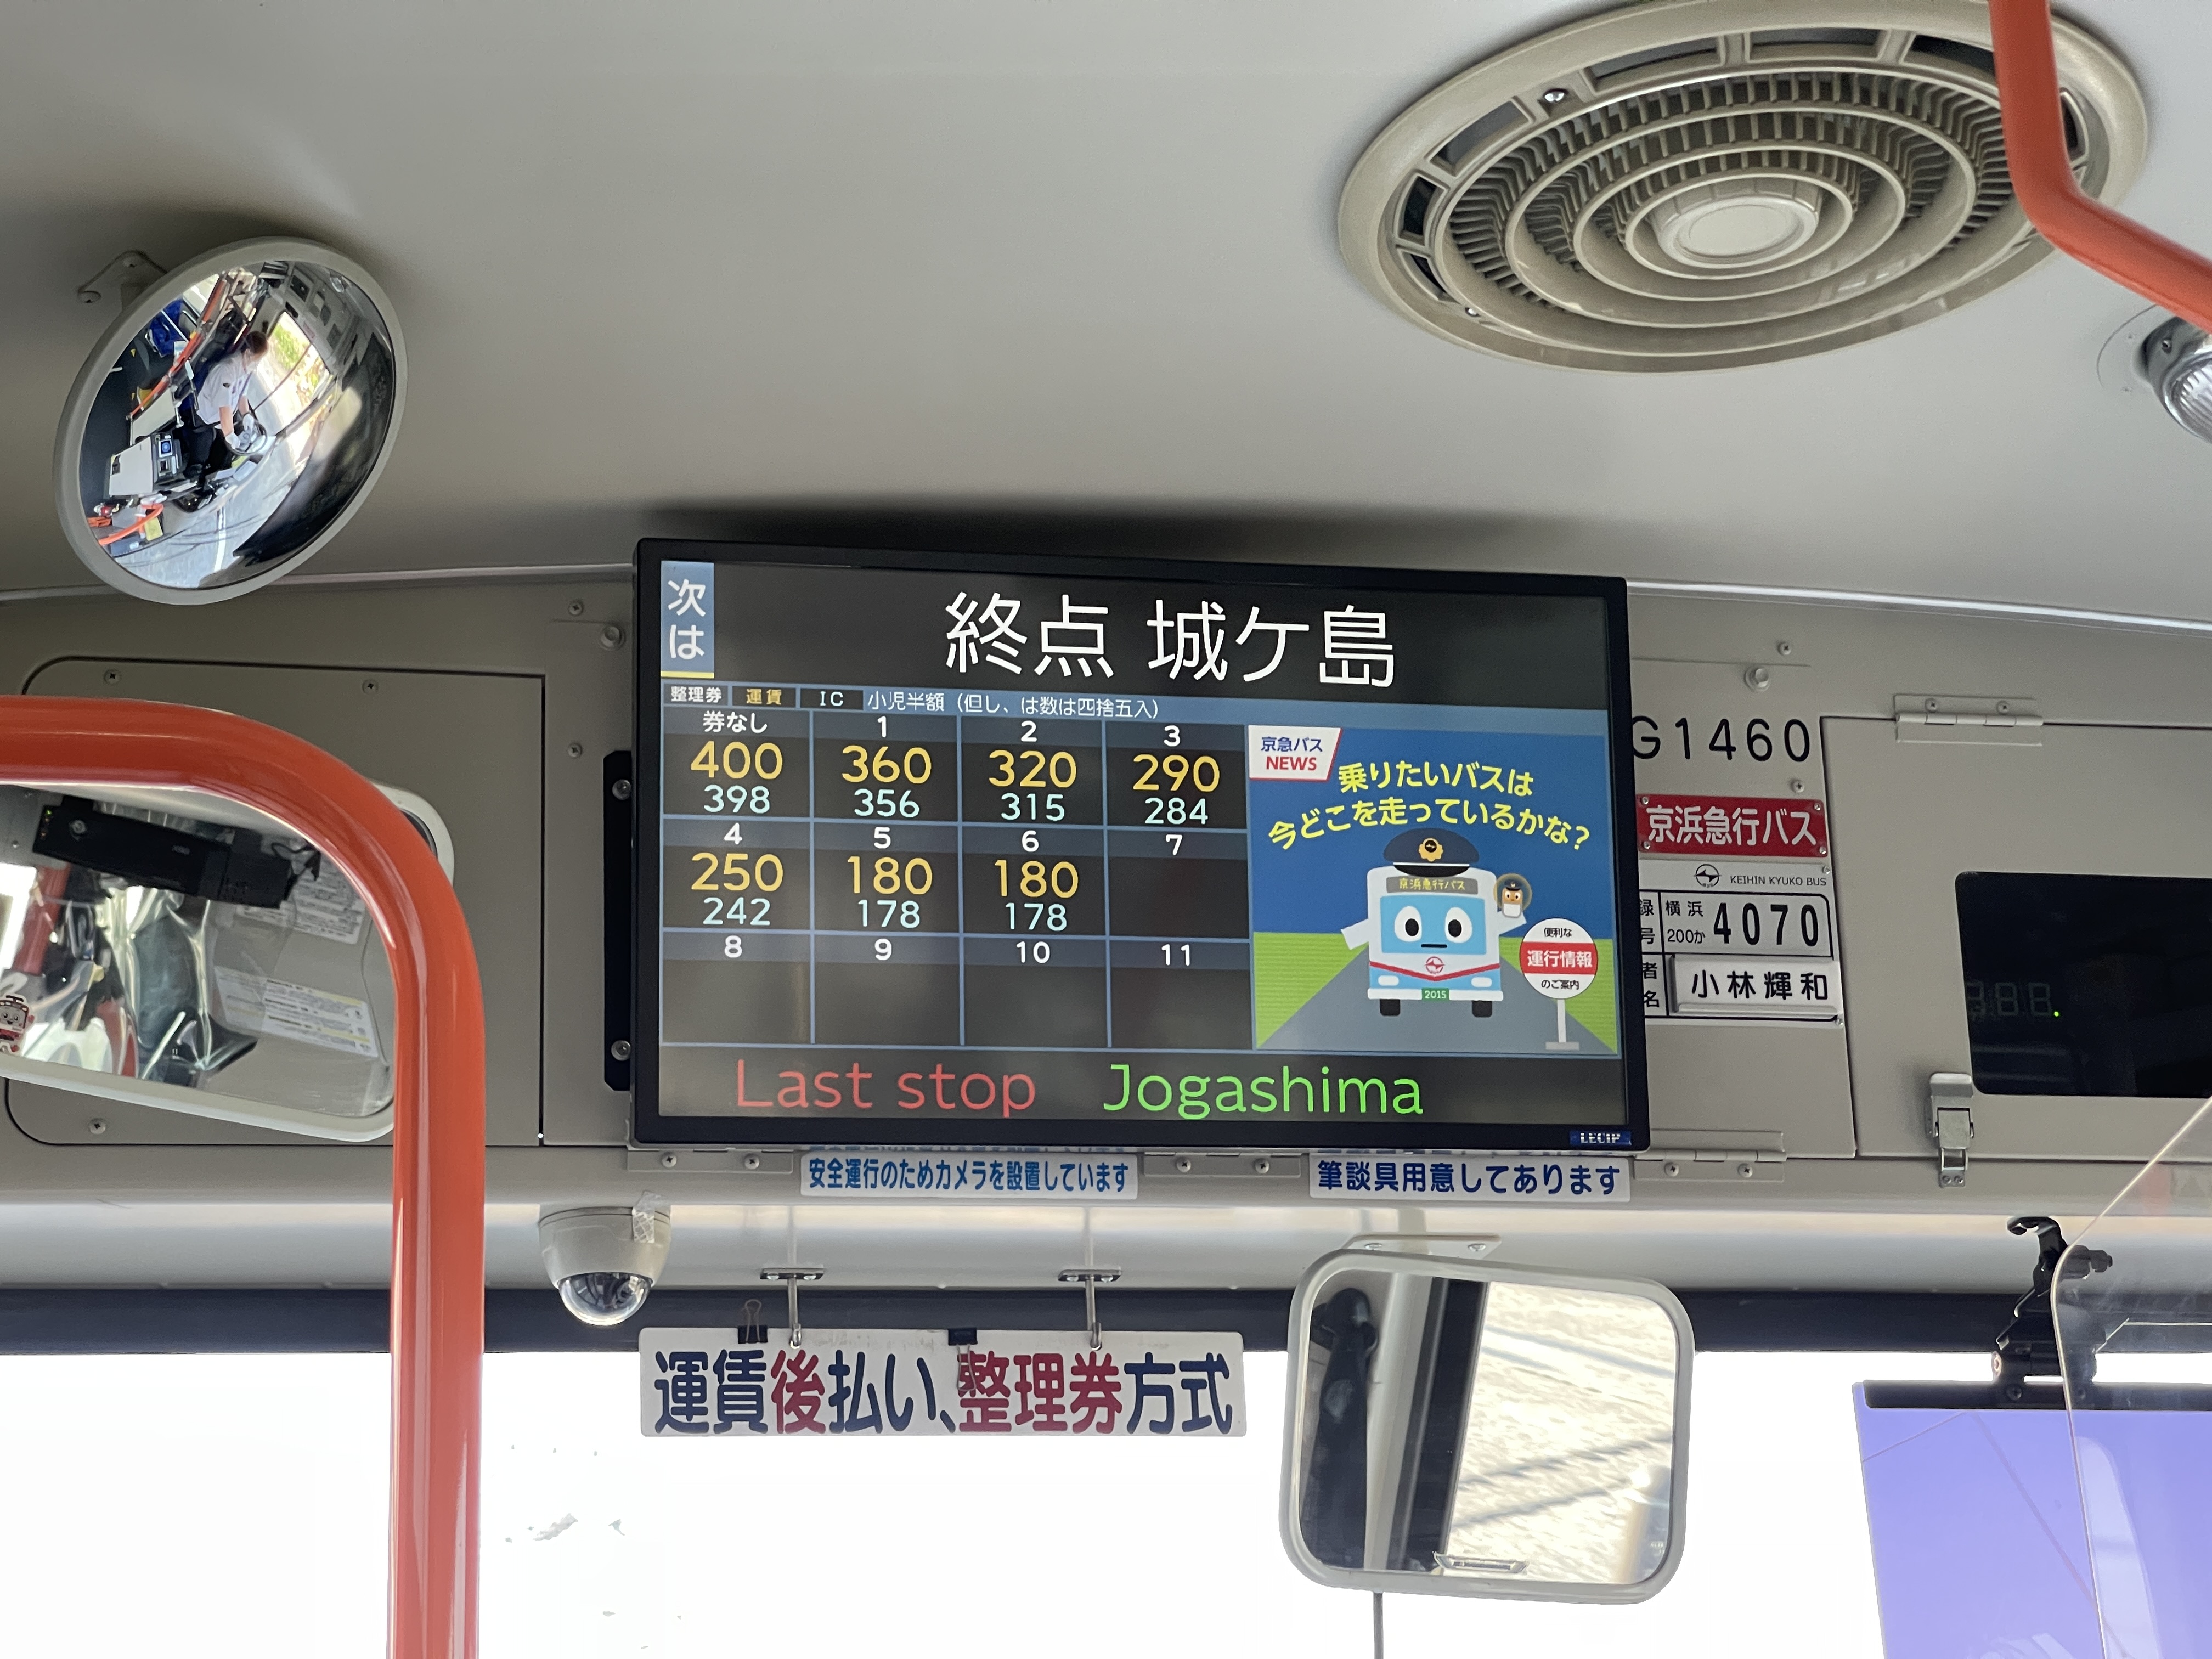 次は
終点 城ケ島
整理券 運賃 IC 小児半額（但し、は数は四捨五入）
券なし 1 2 3
400 360 320 290
398 356 315 284
4 5 6 7
250 180 180
242 178 178
8 9 10 11
京急バス
NEWS
乗りたいバスは
今どこを走っているかな？
京浜急行バス
2015
便利な
運行情報
のご案内
Last stop Jogashima
LECIP
G1460
京浜急行バス
KEIHIN KYUKO BUS
録 横浜
号 200か 4070
者
名 小林輝和
安全運行のためカメラを設置しています
筆談具用意してあります
運賃後払い、整理券方式